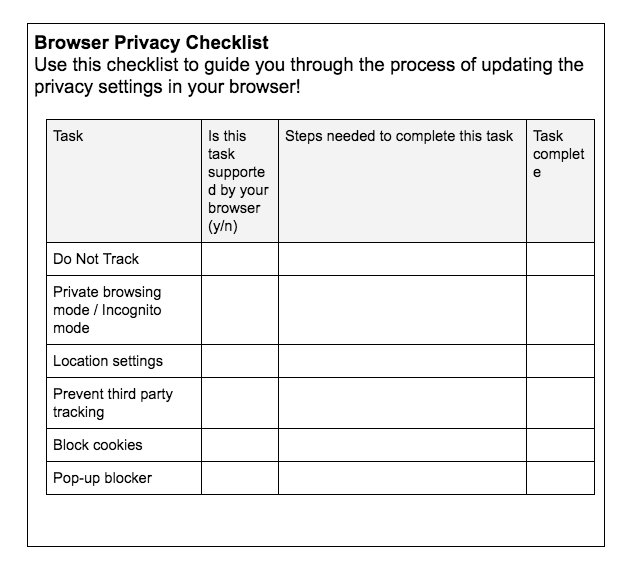 Browser Privacy Checklist
Use this checklist to guide you through the process of updating the
privacy settings in your browser!
Task
Is this
task
supporte
d by your
browser
(y/n)
Steps needed to complete this task
Task
complet
e
Do Not Track
Private browsing
mode / Incognito
mode
Location settings
Prevent third party
tracking
Block cookies
Pop-up blocker